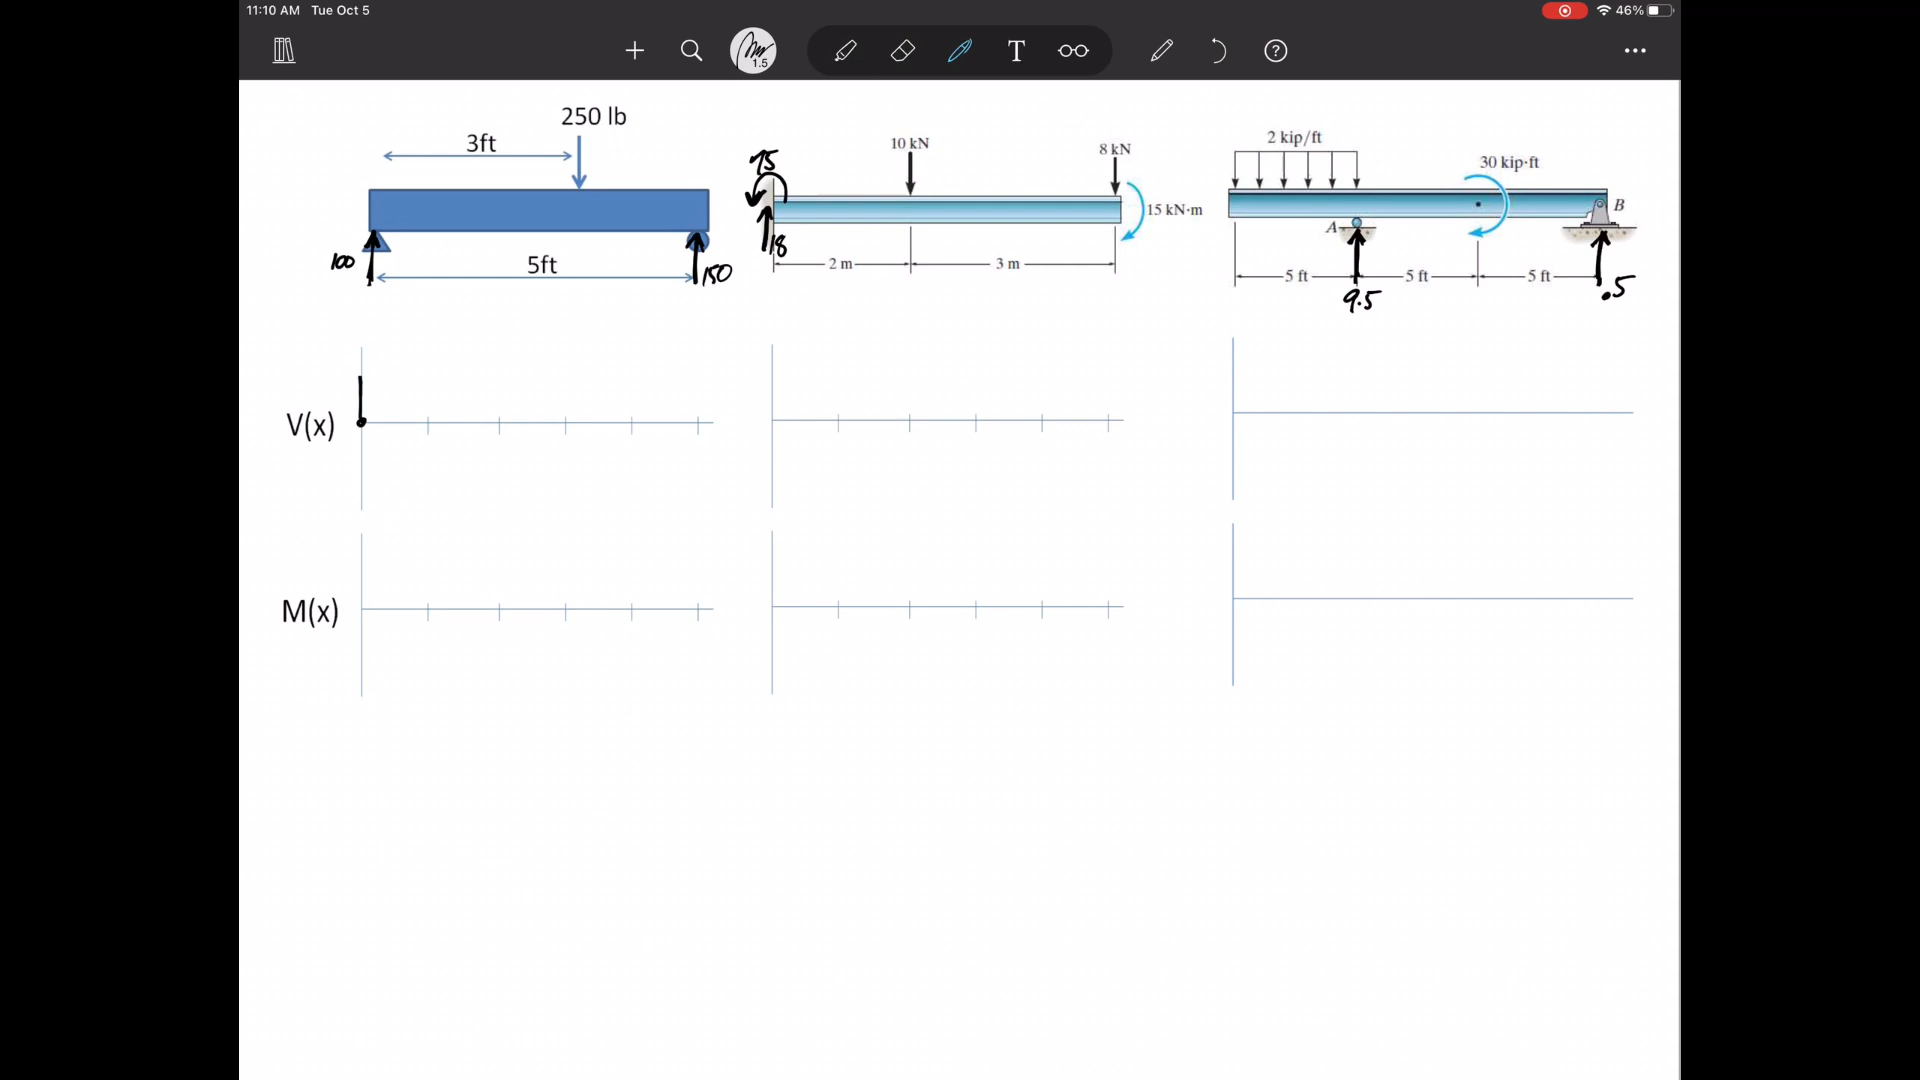 11:10 AM Tue Oct 5
46%
1.5
T
?
250 lb
3ft
100
5ft
150
75
10 kN
8 kN
15 kN·m
18
2 m
3 m
2 kip/ft
30 kip·ft
A
B
5 ft
5 ft
5 ft
9.5
.5
V(x)
M(x)